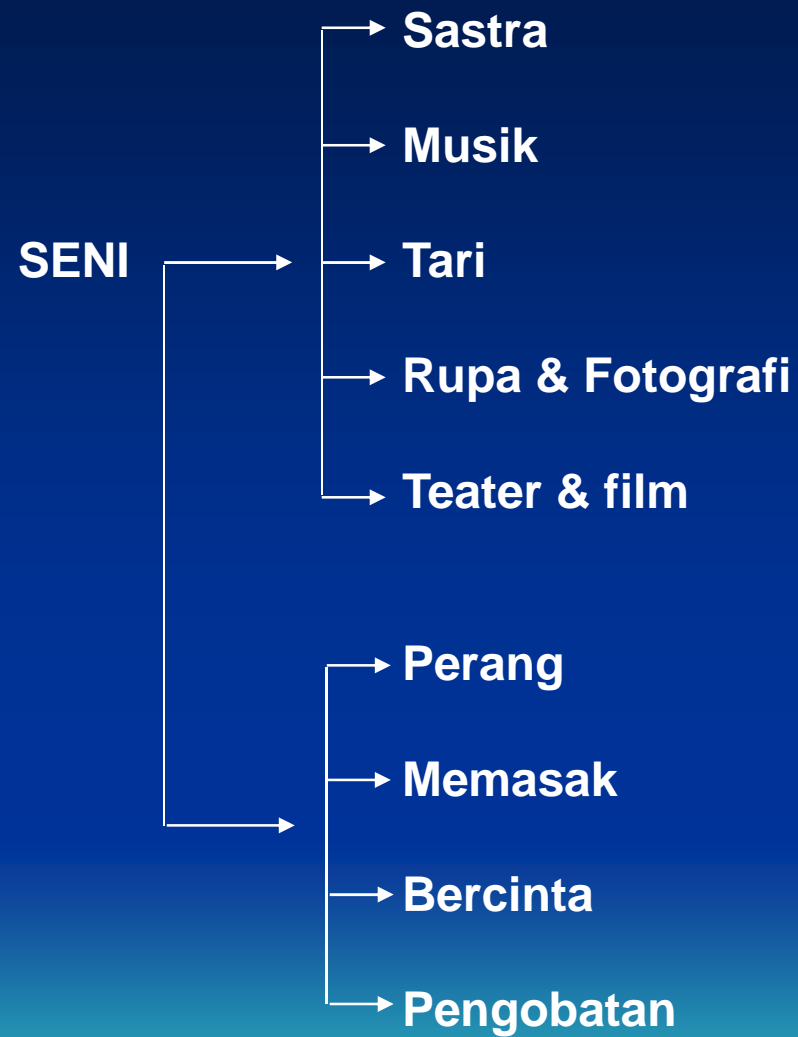 SENI
Sastra
Musik
Tari
Rupa & Fotografi
Teater & film
Perang
Memasak
Bercinta
Pengobatan